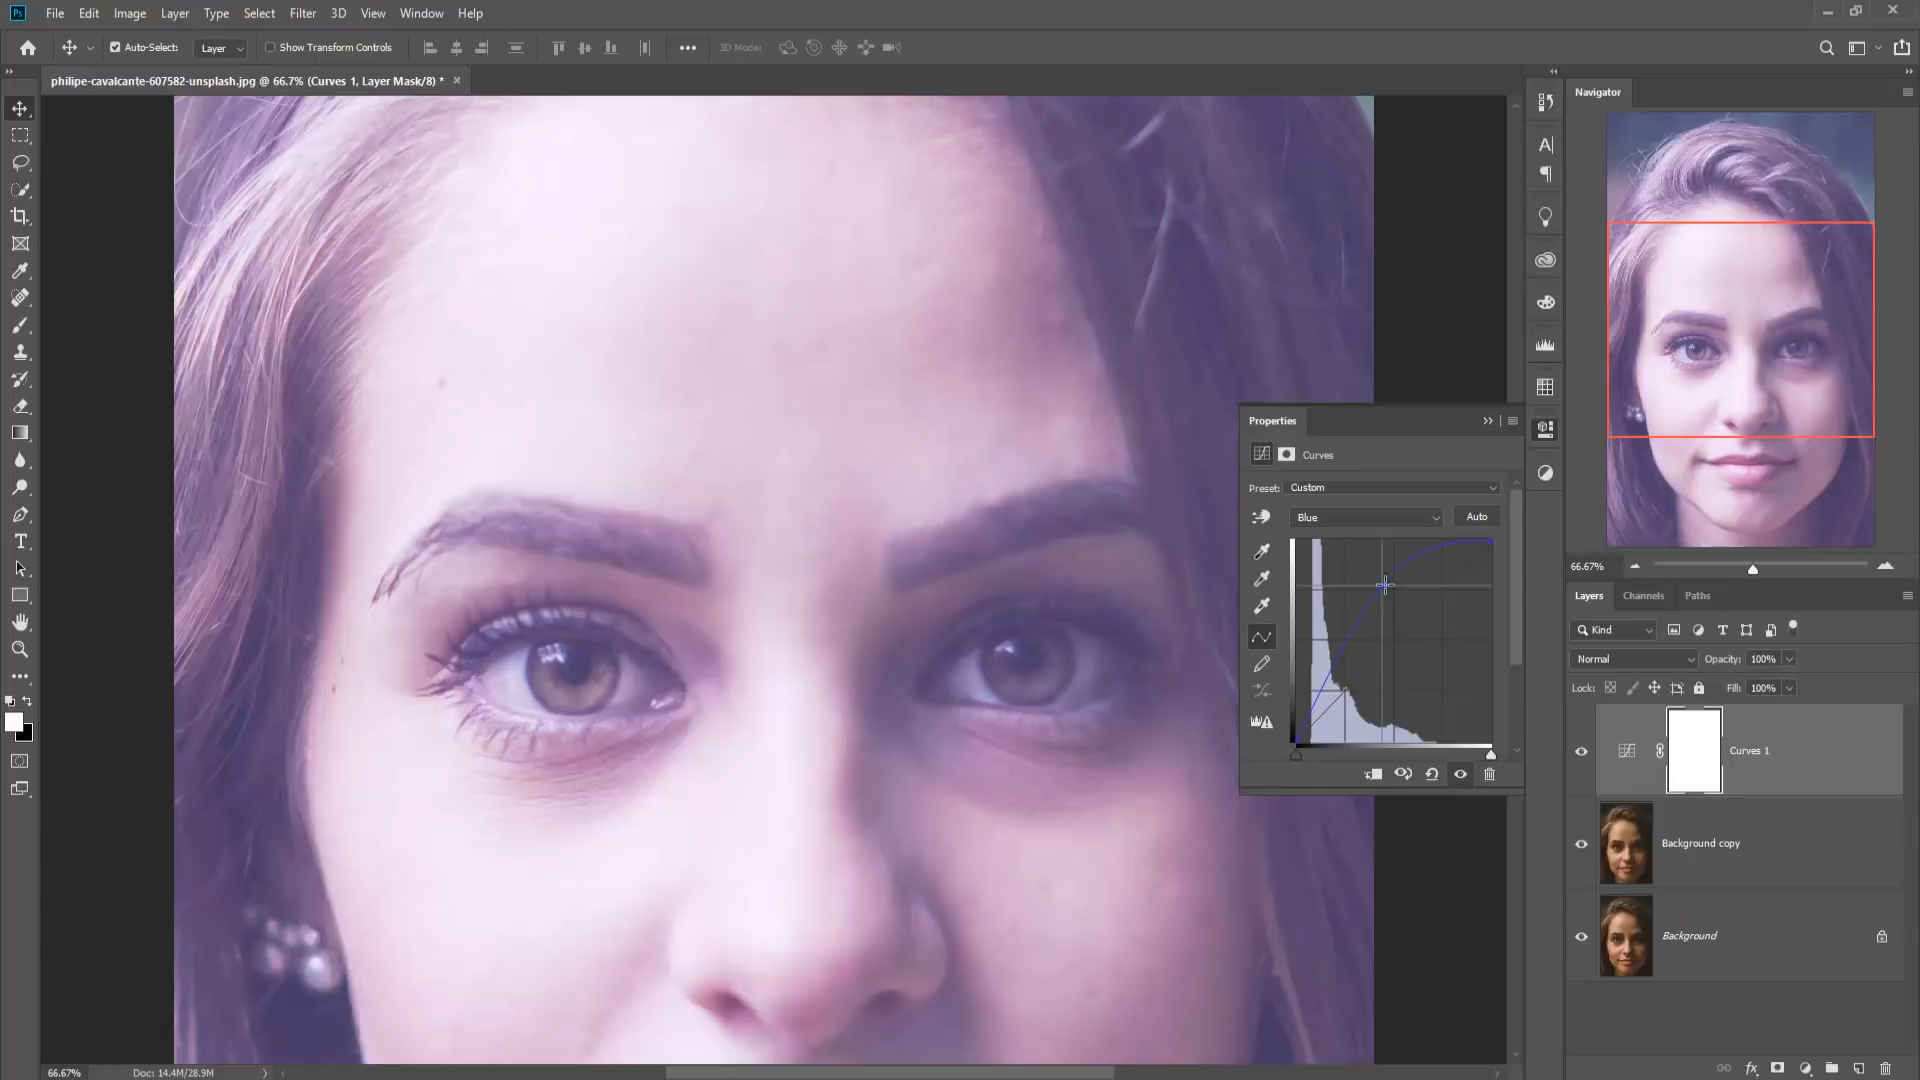 Ps File Edit Image Layer Type Select Filter 3D View Window Help
Auto-Select: Layer Show Transform Controls 3D Mode:
philipe-cavalcante-607582-unsplash.jpg @ 66.7% (Curves 1, Layer Mask/8) *
Navigator
Properties
Curves
Preset: Custom
Blue Auto
66.67%
Layers Channels Paths
Kind
Normal Opacity: 100%
Lock: Fill: 100%
Curves 1
Background copy
Background
66.67% Doc: 14.4M/28.9M